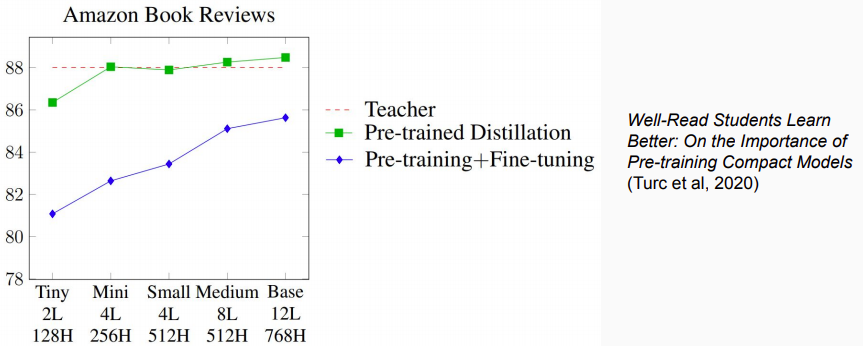 Amazon Book Reviews
88
86
84
82
80
78
Tiny Mini Small Medium Base
2L 4L 4L 8L 12L
128H 256H 512H 512H 768H
Teacher
Pre-trained Distillation
Pre-training+Fine-tuning
Well-Read Students Learn
Better: On the Importance of
Pre-training Compact Models
(Turc et al, 2020)